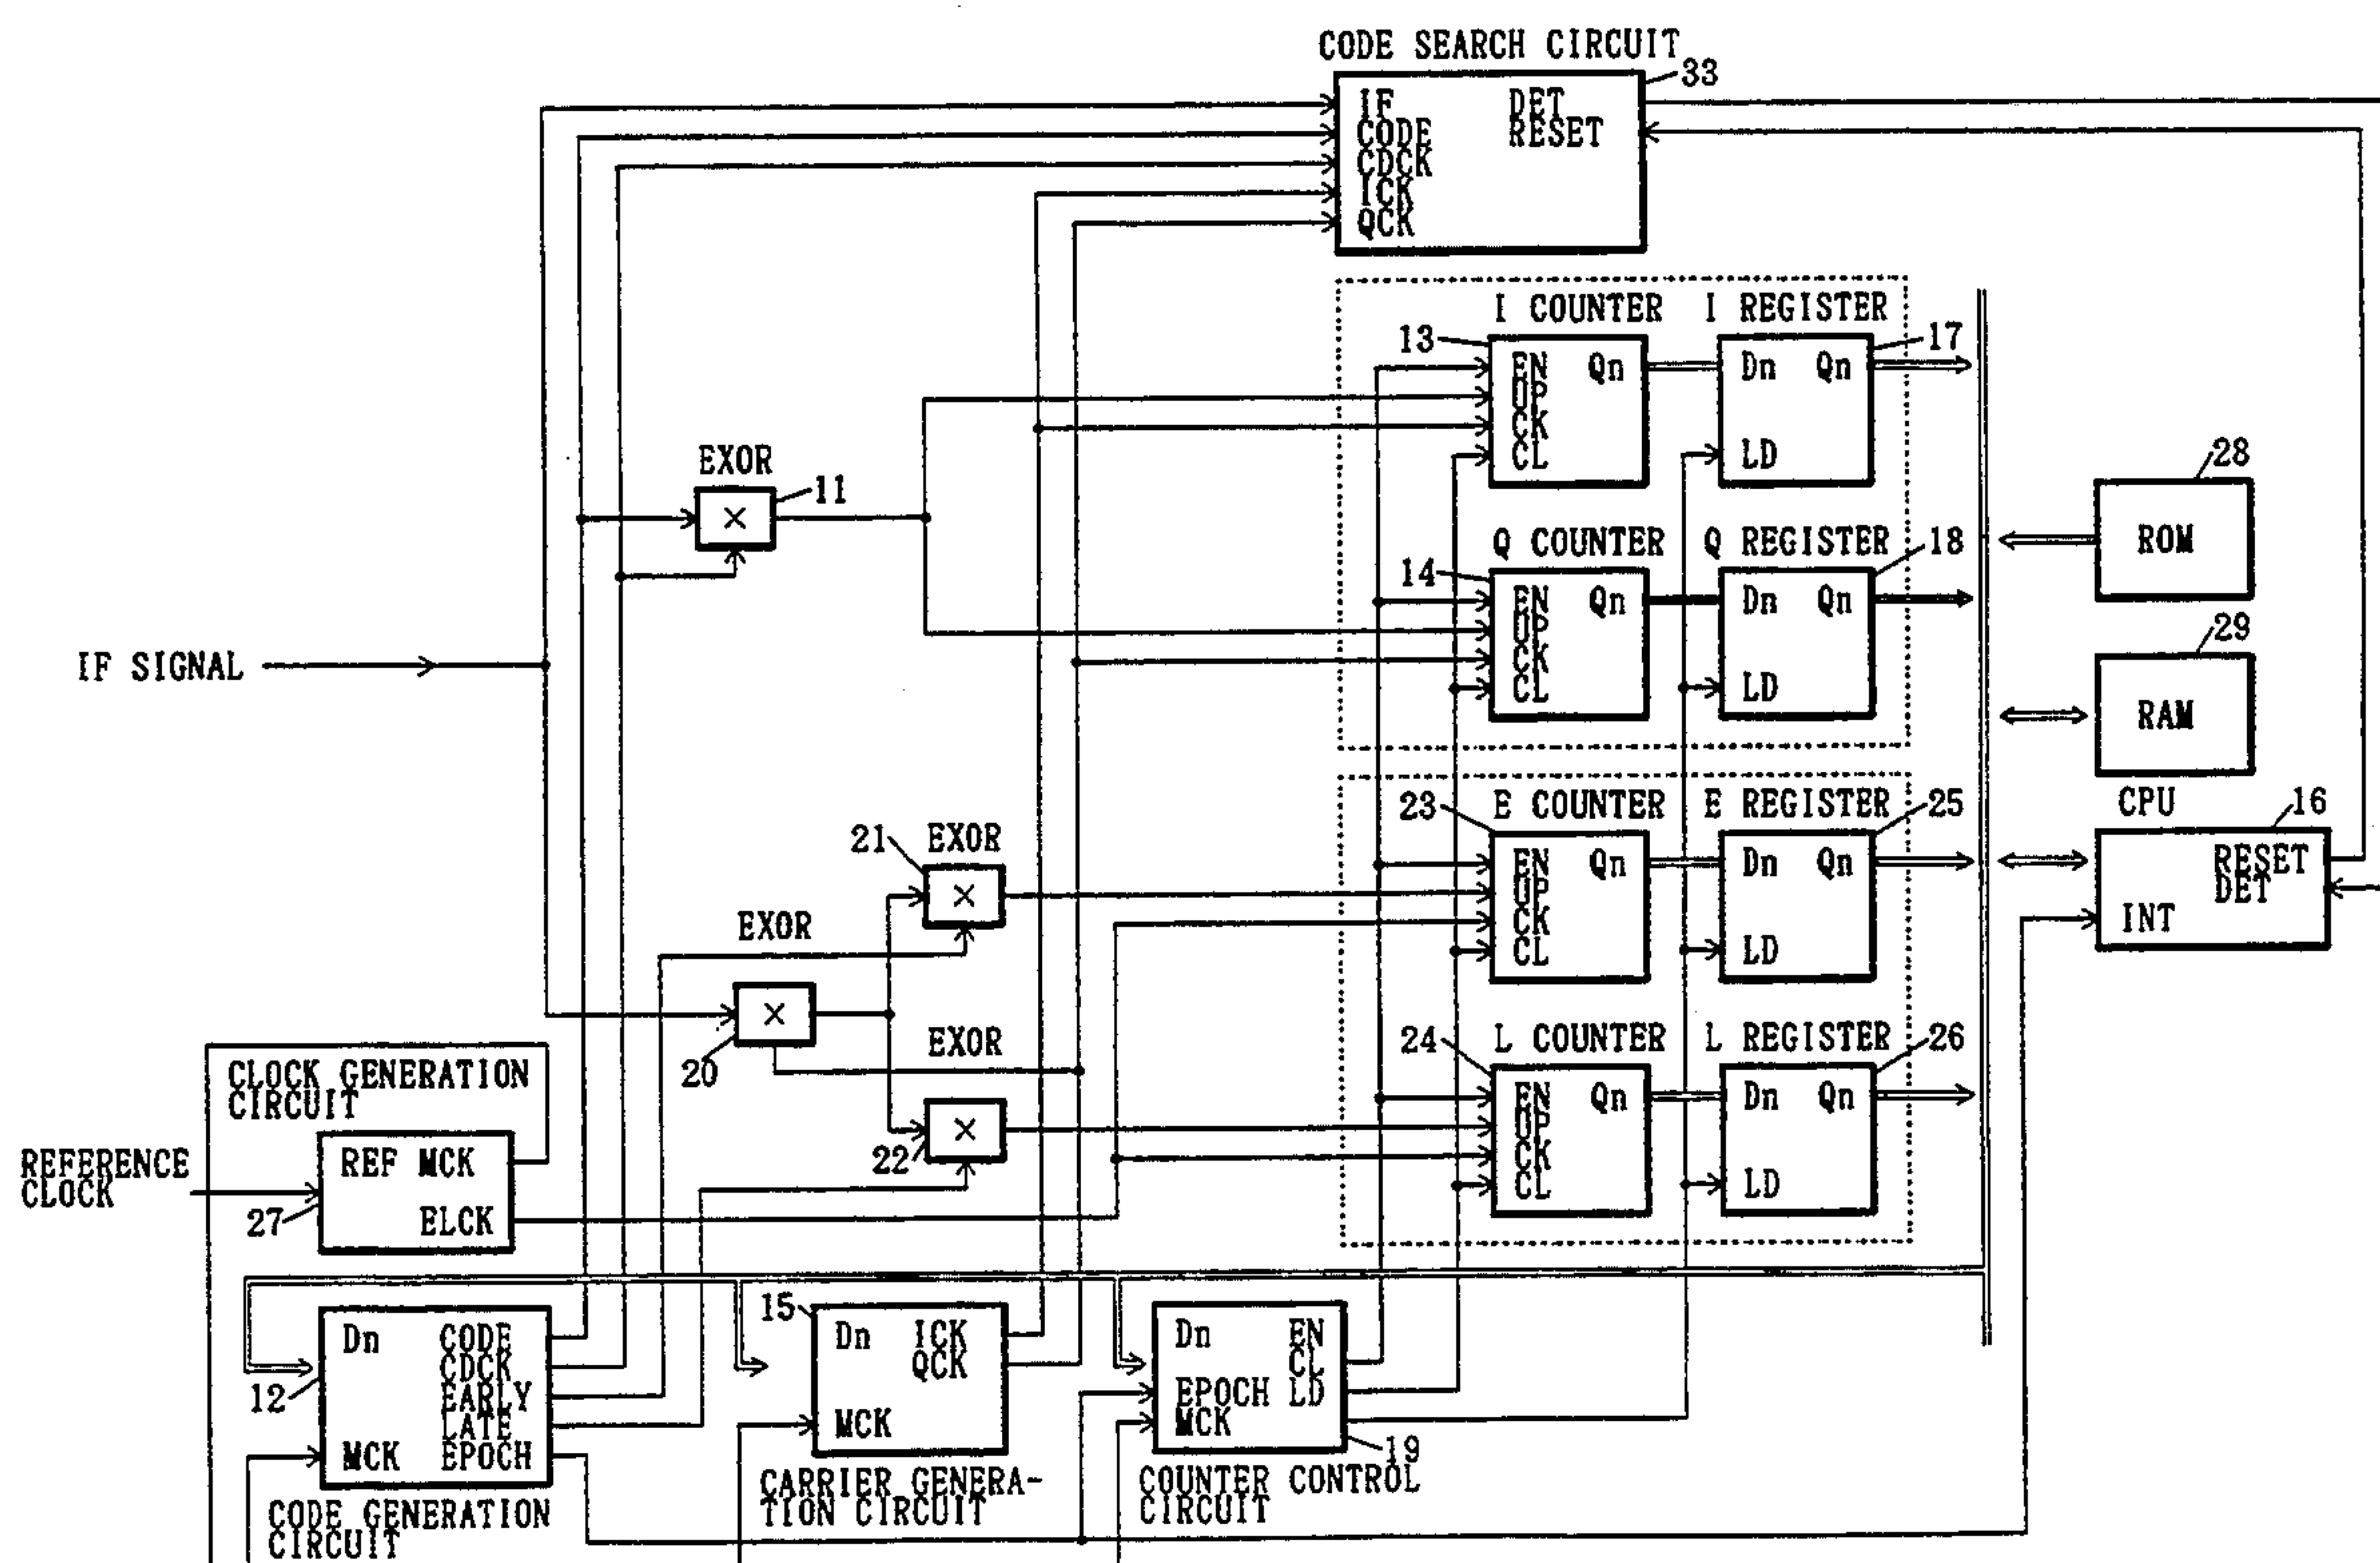 CODE SEARCH CIRCUIT
33
IF DET
CODE RESET
CDCK
ICK
QCK
I COUNTER I REGISTER
13 17
EN Qn Dn Qn
UP
CK
CL LD
EXOR
11
×
28
ROM
Q COUNTER Q REGISTER
14 18
EN Qn Dn Qn
UP
CK
CL LD
29
RAM
IF SIGNAL
E COUNTER E REGISTER
23 25
EN Qn Dn Qn
UP
CK
CL LD
CPU
16
RESET
DET
INT
21 EXOR
×
EXOR
×
20
EXOR
×
22
L COUNTER L REGISTER
24 26
EN Qn Dn Qn
UP
CK
CL LD
CLOCK GENERATION
CIRCUIT
REFERENCE
CLOCK
REF MCK
ELCK
27
Dn CODE
CDCK
EARLY
LATE
MCK EPOCH
12
CODE GENERATION
CIRCUIT
15
Dn ICK
QCK
MCK
CARRIER GENERA-
TION CIRCUIT
Dn EN
CL
EPOCH LD
MCK
19
COUNTER CONTROL
CIRCUIT